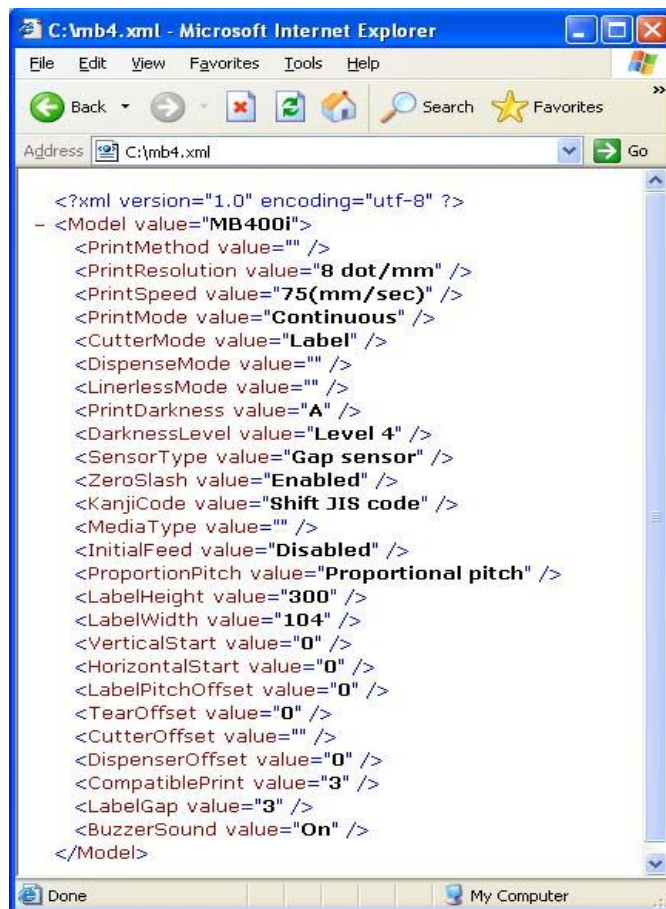 C:\mb4.xml - Microsoft Internet Explorer
File Edit View Favorites Tools Help
Back Search Favorites »
Address C:\mb4.xml Go
<?xml version="1.0" encoding="utf-8" ?>
- <Model value="MB400i">
<PrintMethod value="" />
<PrintResolution value="8 dot/mm" />
<PrintSpeed value="75(mm/sec)" />
<PrintMode value="Continuous" />
<CutterMode value="Label" />
<DispenseMode value="" />
<LinerlessMode value="" />
<PrintDarkness value="A" />
<DarknessLevel value="Level 4" />
<SensorType value="Gap sensor" />
<ZeroSlash value="Enabled" />
<KanjiCode value="Shift JIS code" />
<MediaType value="" />
<InitialFeed value="Disabled" />
<ProportionPitch value="Proportional pitch" />
<LabelHeight value="300" />
<LabelWidth value="104" />
<VerticalStart value="0" />
<HorizontalStart value="0" />
<LabelPitchOffset value="0" />
<TearOffset value="0" />
<CutterOffset value="" />
<DispenserOffset value="0" />
<CompatiblePrint value="3" />
<LabelGap value="3" />
<BuzzerSound value="On" />
</Model>
Done My Computer